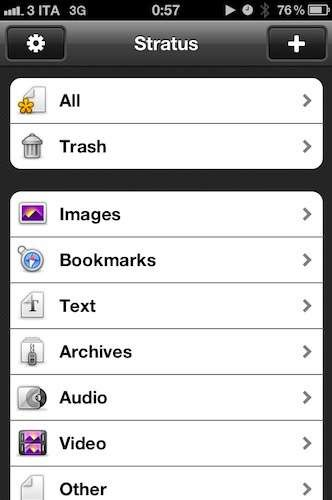 3 ITA 3G 0:57 76%
Stratus
All
Trash
Images
Bookmarks
T Text
Archives
Audio
Video
Other